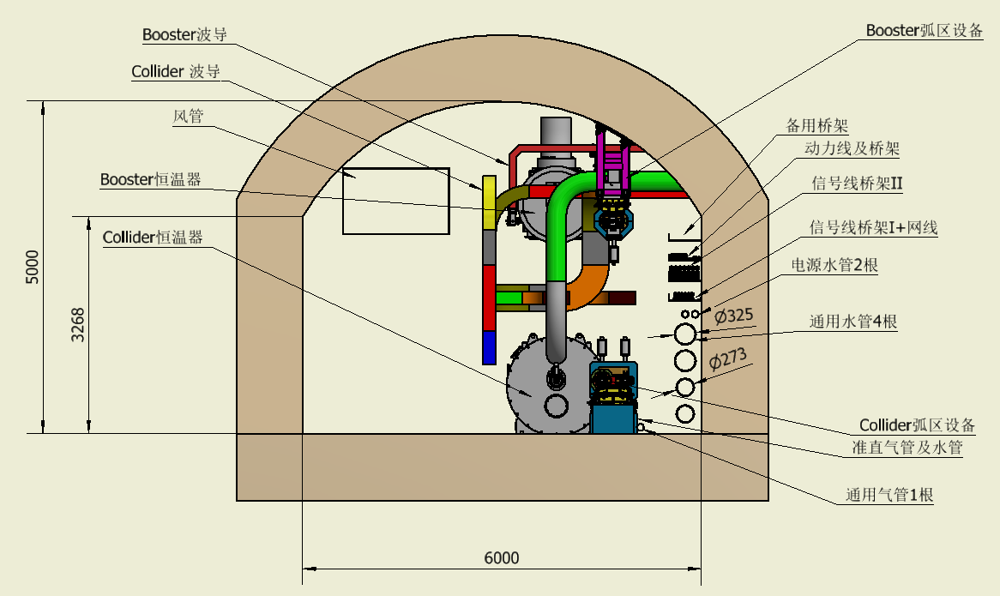 Booster波导
Collider 波导
风管
Booster恒温器
Collider恒温器
5000
3268
6000
Booster弧区设备
备用桥架
动力线及桥架
信号线桥架II
信号线桥架I+网线
电源水管2根
Ø325
通用水管4根
Ø273
Collider弧区设备
准直气管及水管
通用气管1根